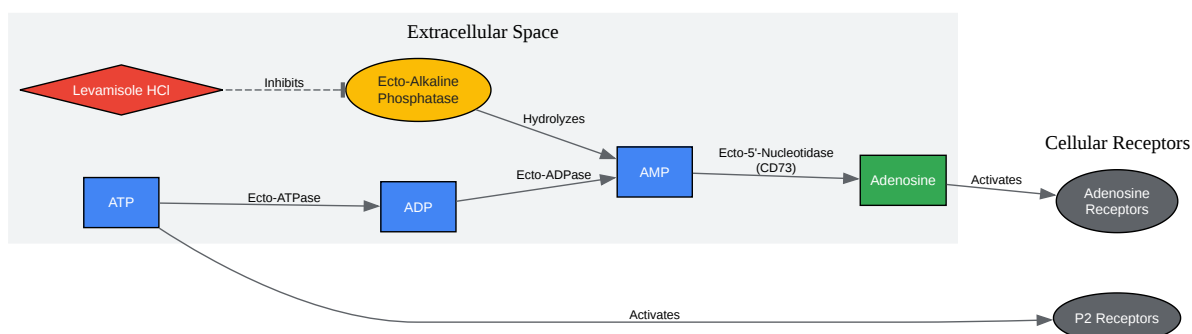 Extracellular Space
Levamisole HCl
Inhibits
Ecto-Alkaline
Phosphatase
Hydrolyzes
ATP
Ecto-ATPase
ADP
Ecto-ADPase
AMP
Ecto-5'-Nucleotidase
(CD73)
Adenosine
Activates
Cellular Receptors
Adenosine
Receptors
Activates
P2 Receptors